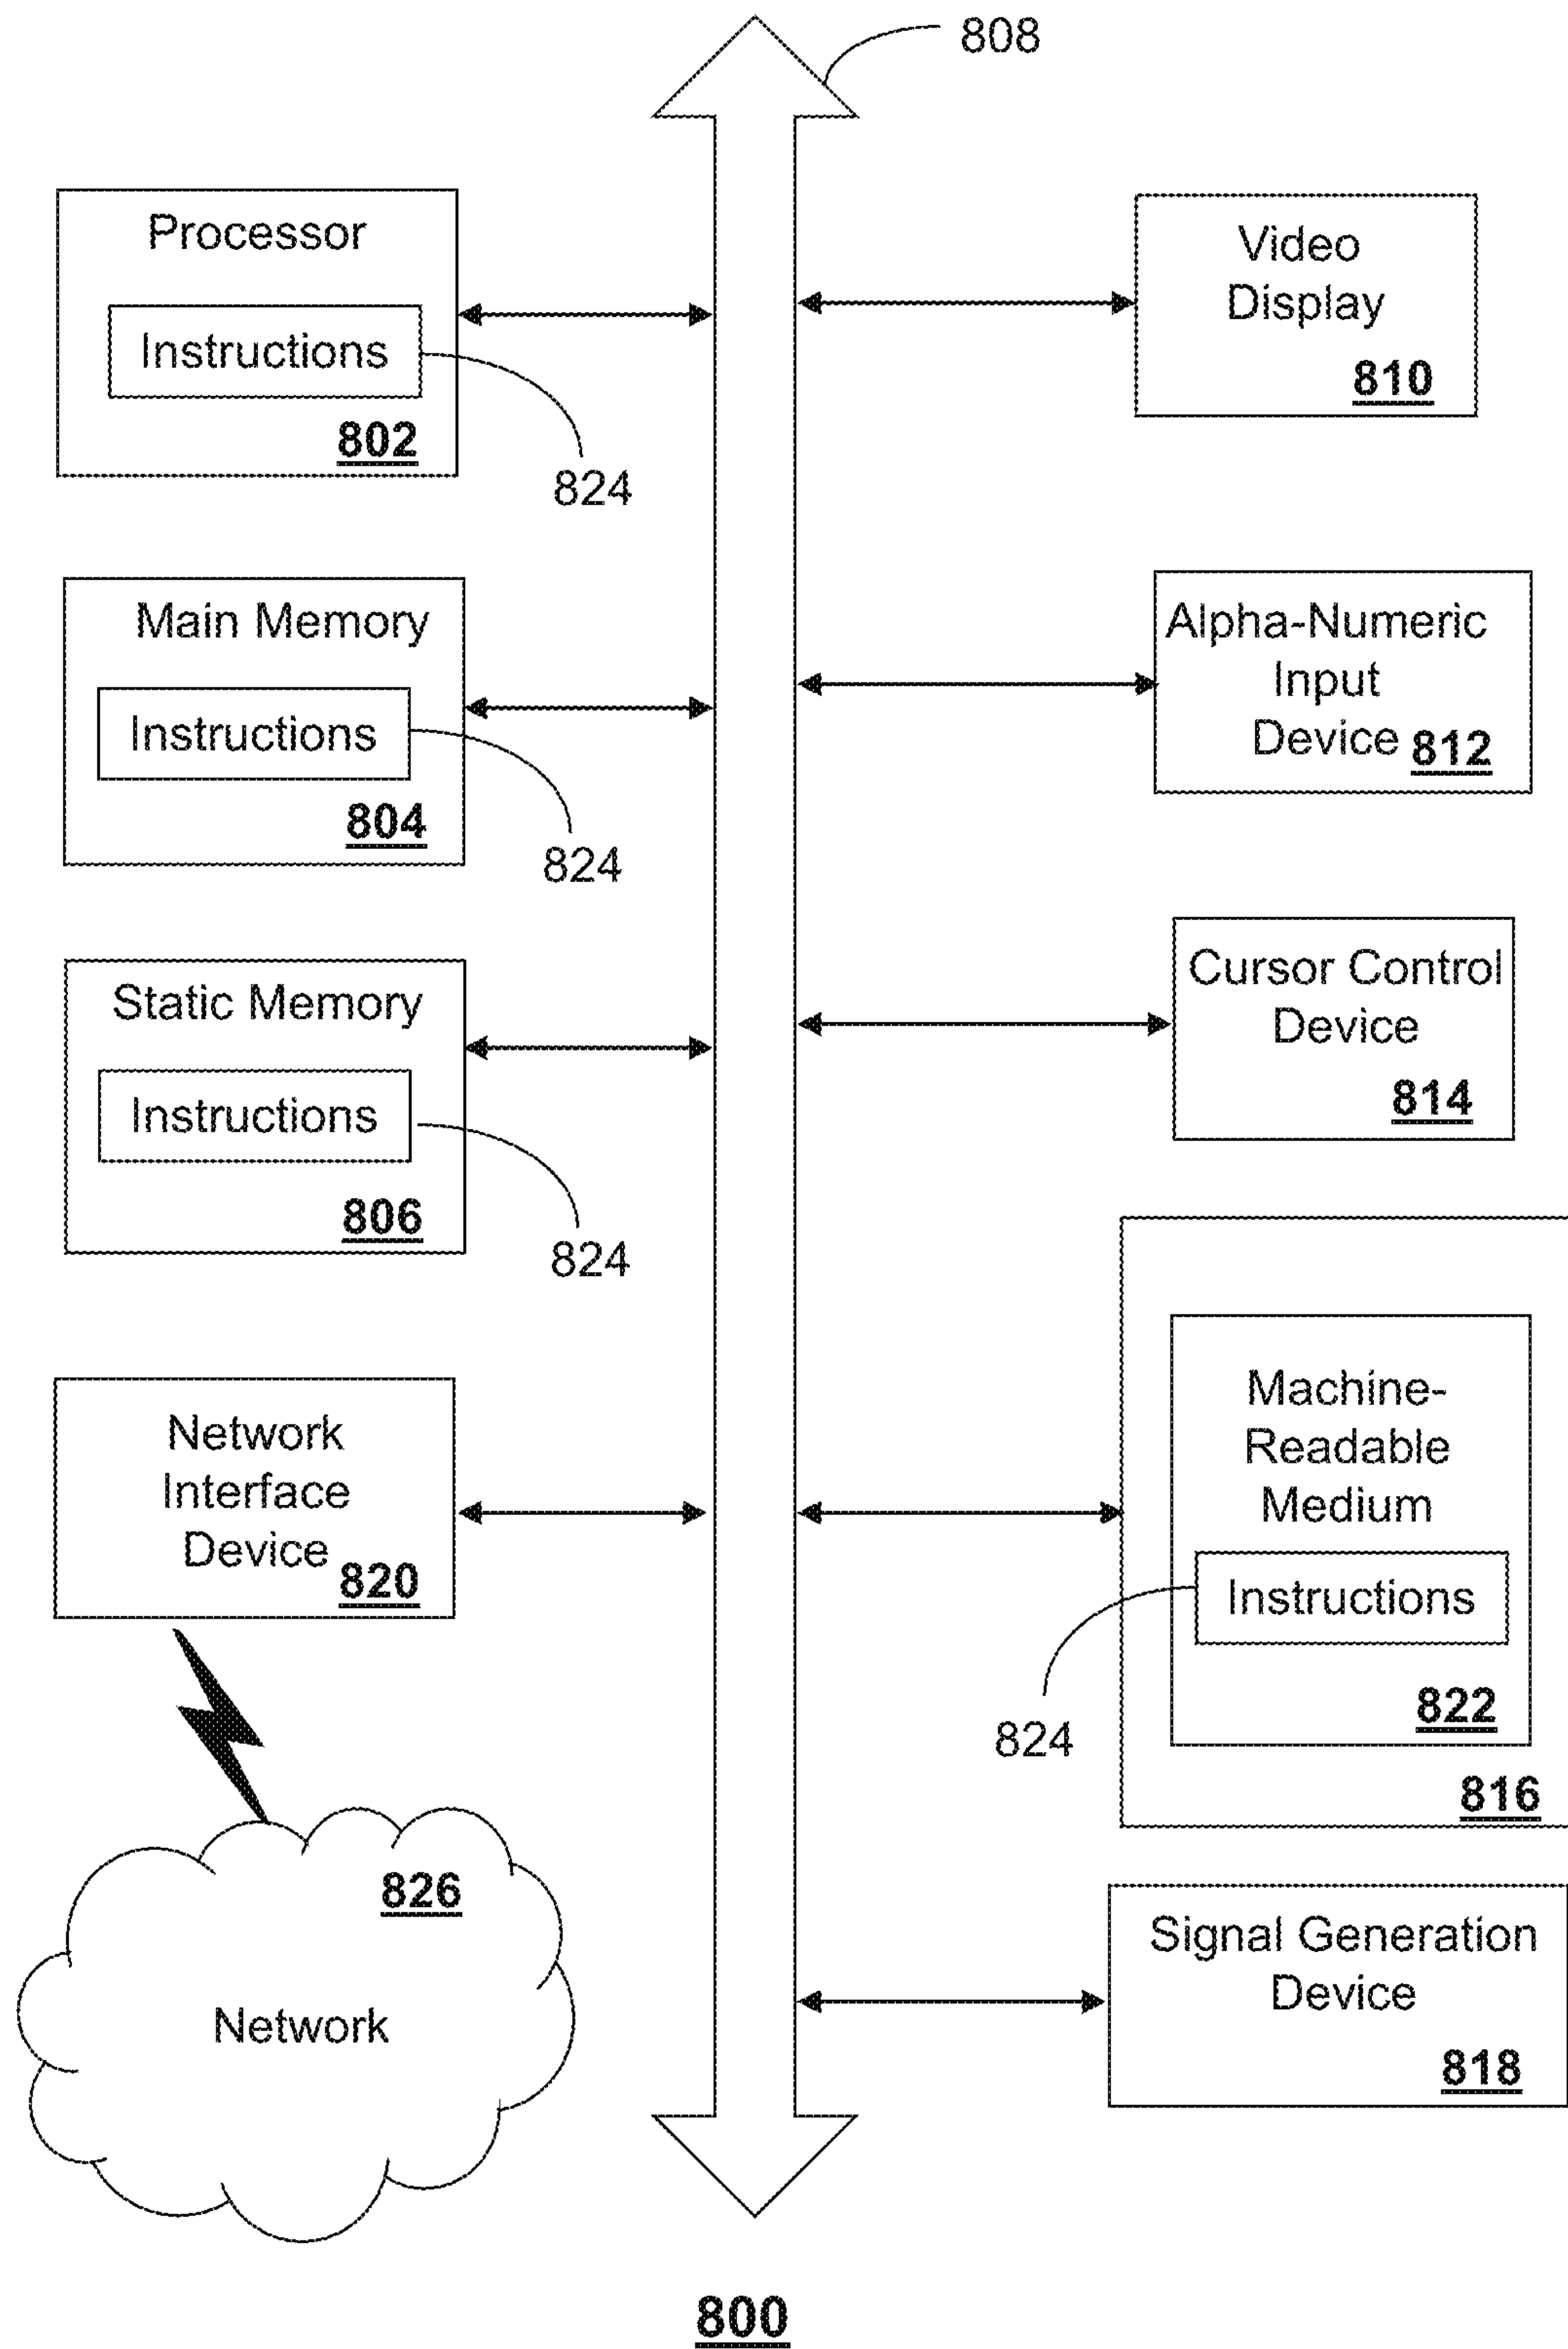 808
Processor
Instructions
802
824
Main Memory
Instructions
804
824
Static Memory
Instructions
806
824
Network
Interface
Device
820
826
Network
Video
Display
810
Alpha-Numeric
Input
Device 812
Cursor Control
Device
814
Machine-
Readable
Medium
Instructions
824
822
816
Signal Generation
Device
818
800